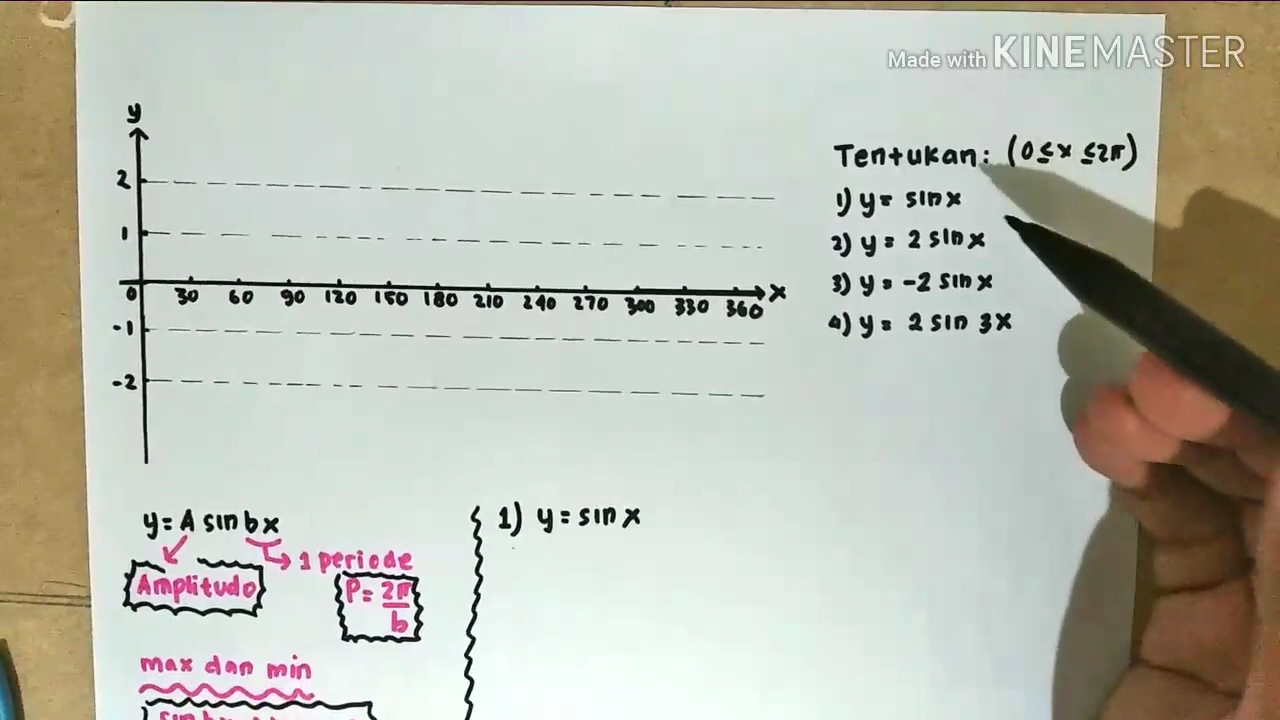 Made with KINEMASTER
y
2
1
0 30 60 90 120 150 180 210 240 270 300 330 360 x
-1
-2
Tentukan: (0 ≤ x ≤ 2π)
1) y = sin x
2) y = 2 sin x
3) y = -2 sin x
4) y = 2 sin 3x
y = A sin bx
1 periode
Amplitudo
P = 2π/b
max dan min
1) y = sin x